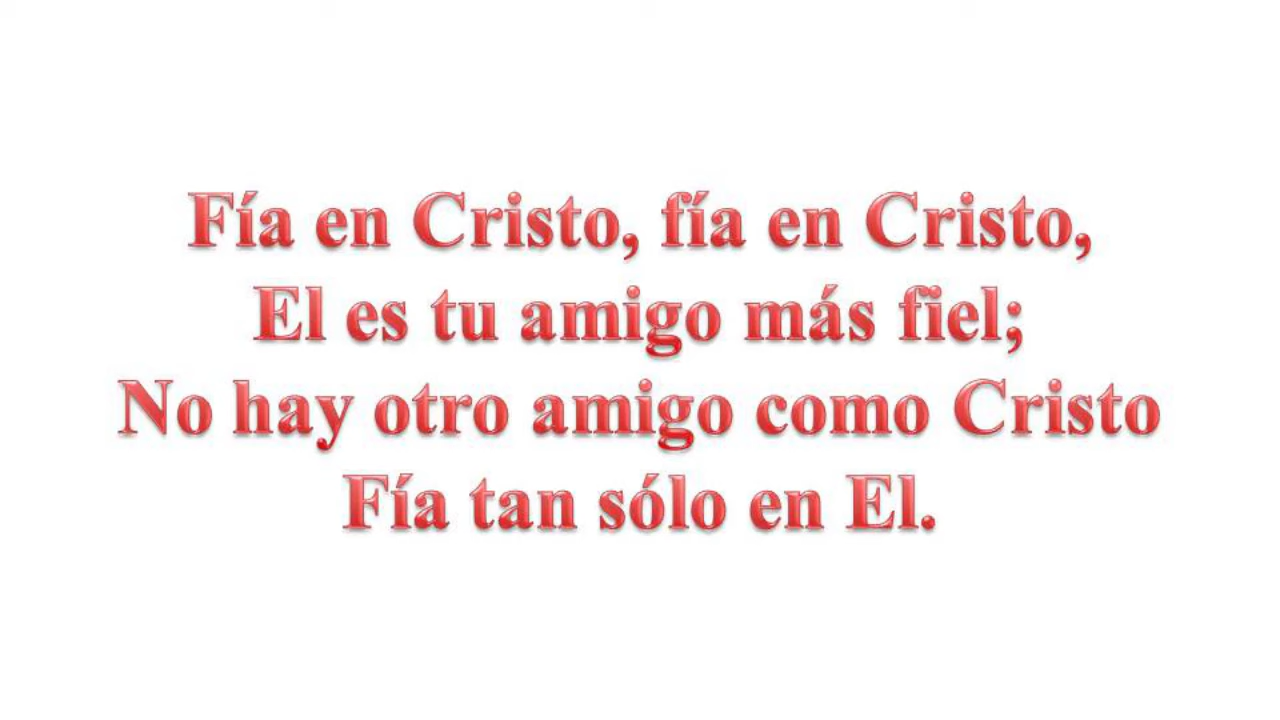 Fía en Cristo, fía en Cristo,
El es tu amigo más fiel;
No hay otro amigo como Cristo
Fía tan sólo en El.